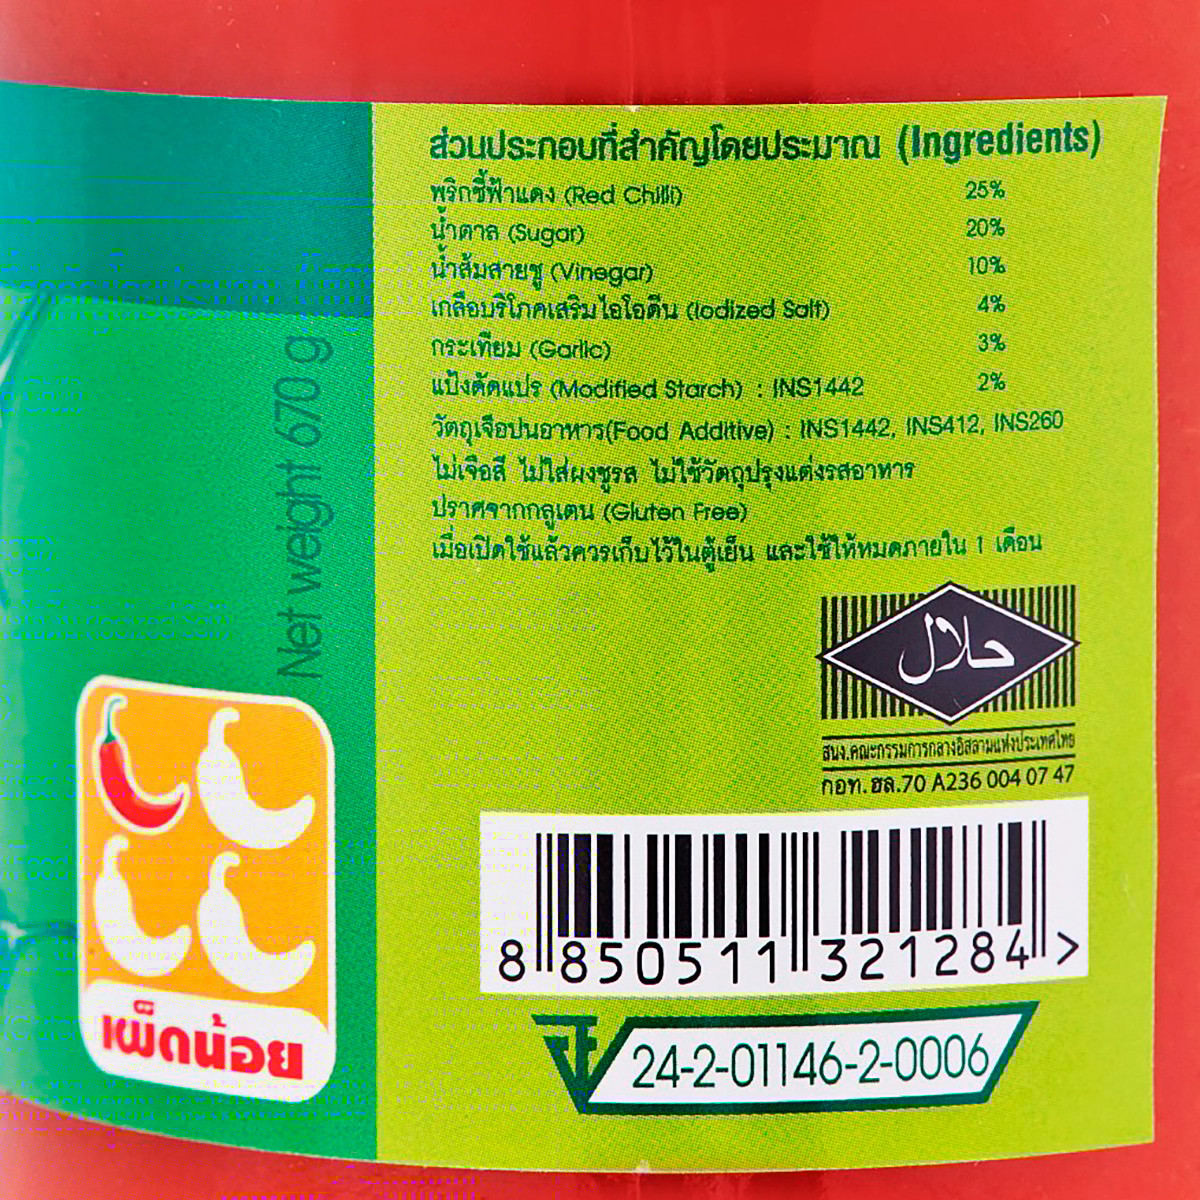 ส่วนประกอบที่สำคัญโดยประมาณ (Ingredients)
พริกชี้ฟ้าแดง (Red Chilli) 25%
น้ำตาล (Sugar) 20%
น้ำส้มสายชู (Vinegar) 10%
เกลือบริโภคเสริมไอโอดีน (Iodized Salt) 4%
กระเทียม (Garlic) 3%
แป้งดัดแปร (Modified Starch) : INS1442 2%
วัตถุเจือปนอาหาร(Food Additive) : INS1442, INS412, INS260
ไม่เจือสี ไม่ใส่ผงชูรส ไม่ใช้วัตถุปรุงแต่งรสอาหาร
ปราศจากกลูเตน (Gluten Free)
เมื่อเปิดใช้แล้วควรเก็บไว้ในตู้เย็น และใช้ให้หมดภายใน 1 เดือน
Net weight 670 g
حلال
สนง.คณะกรรมการกลางอิสลามแห่งประเทศไทย
กอท.ฮล.70 A236 004 07 47
8 850511 321284 >
24-2-01146-2-0006
เผ็ดน้อย